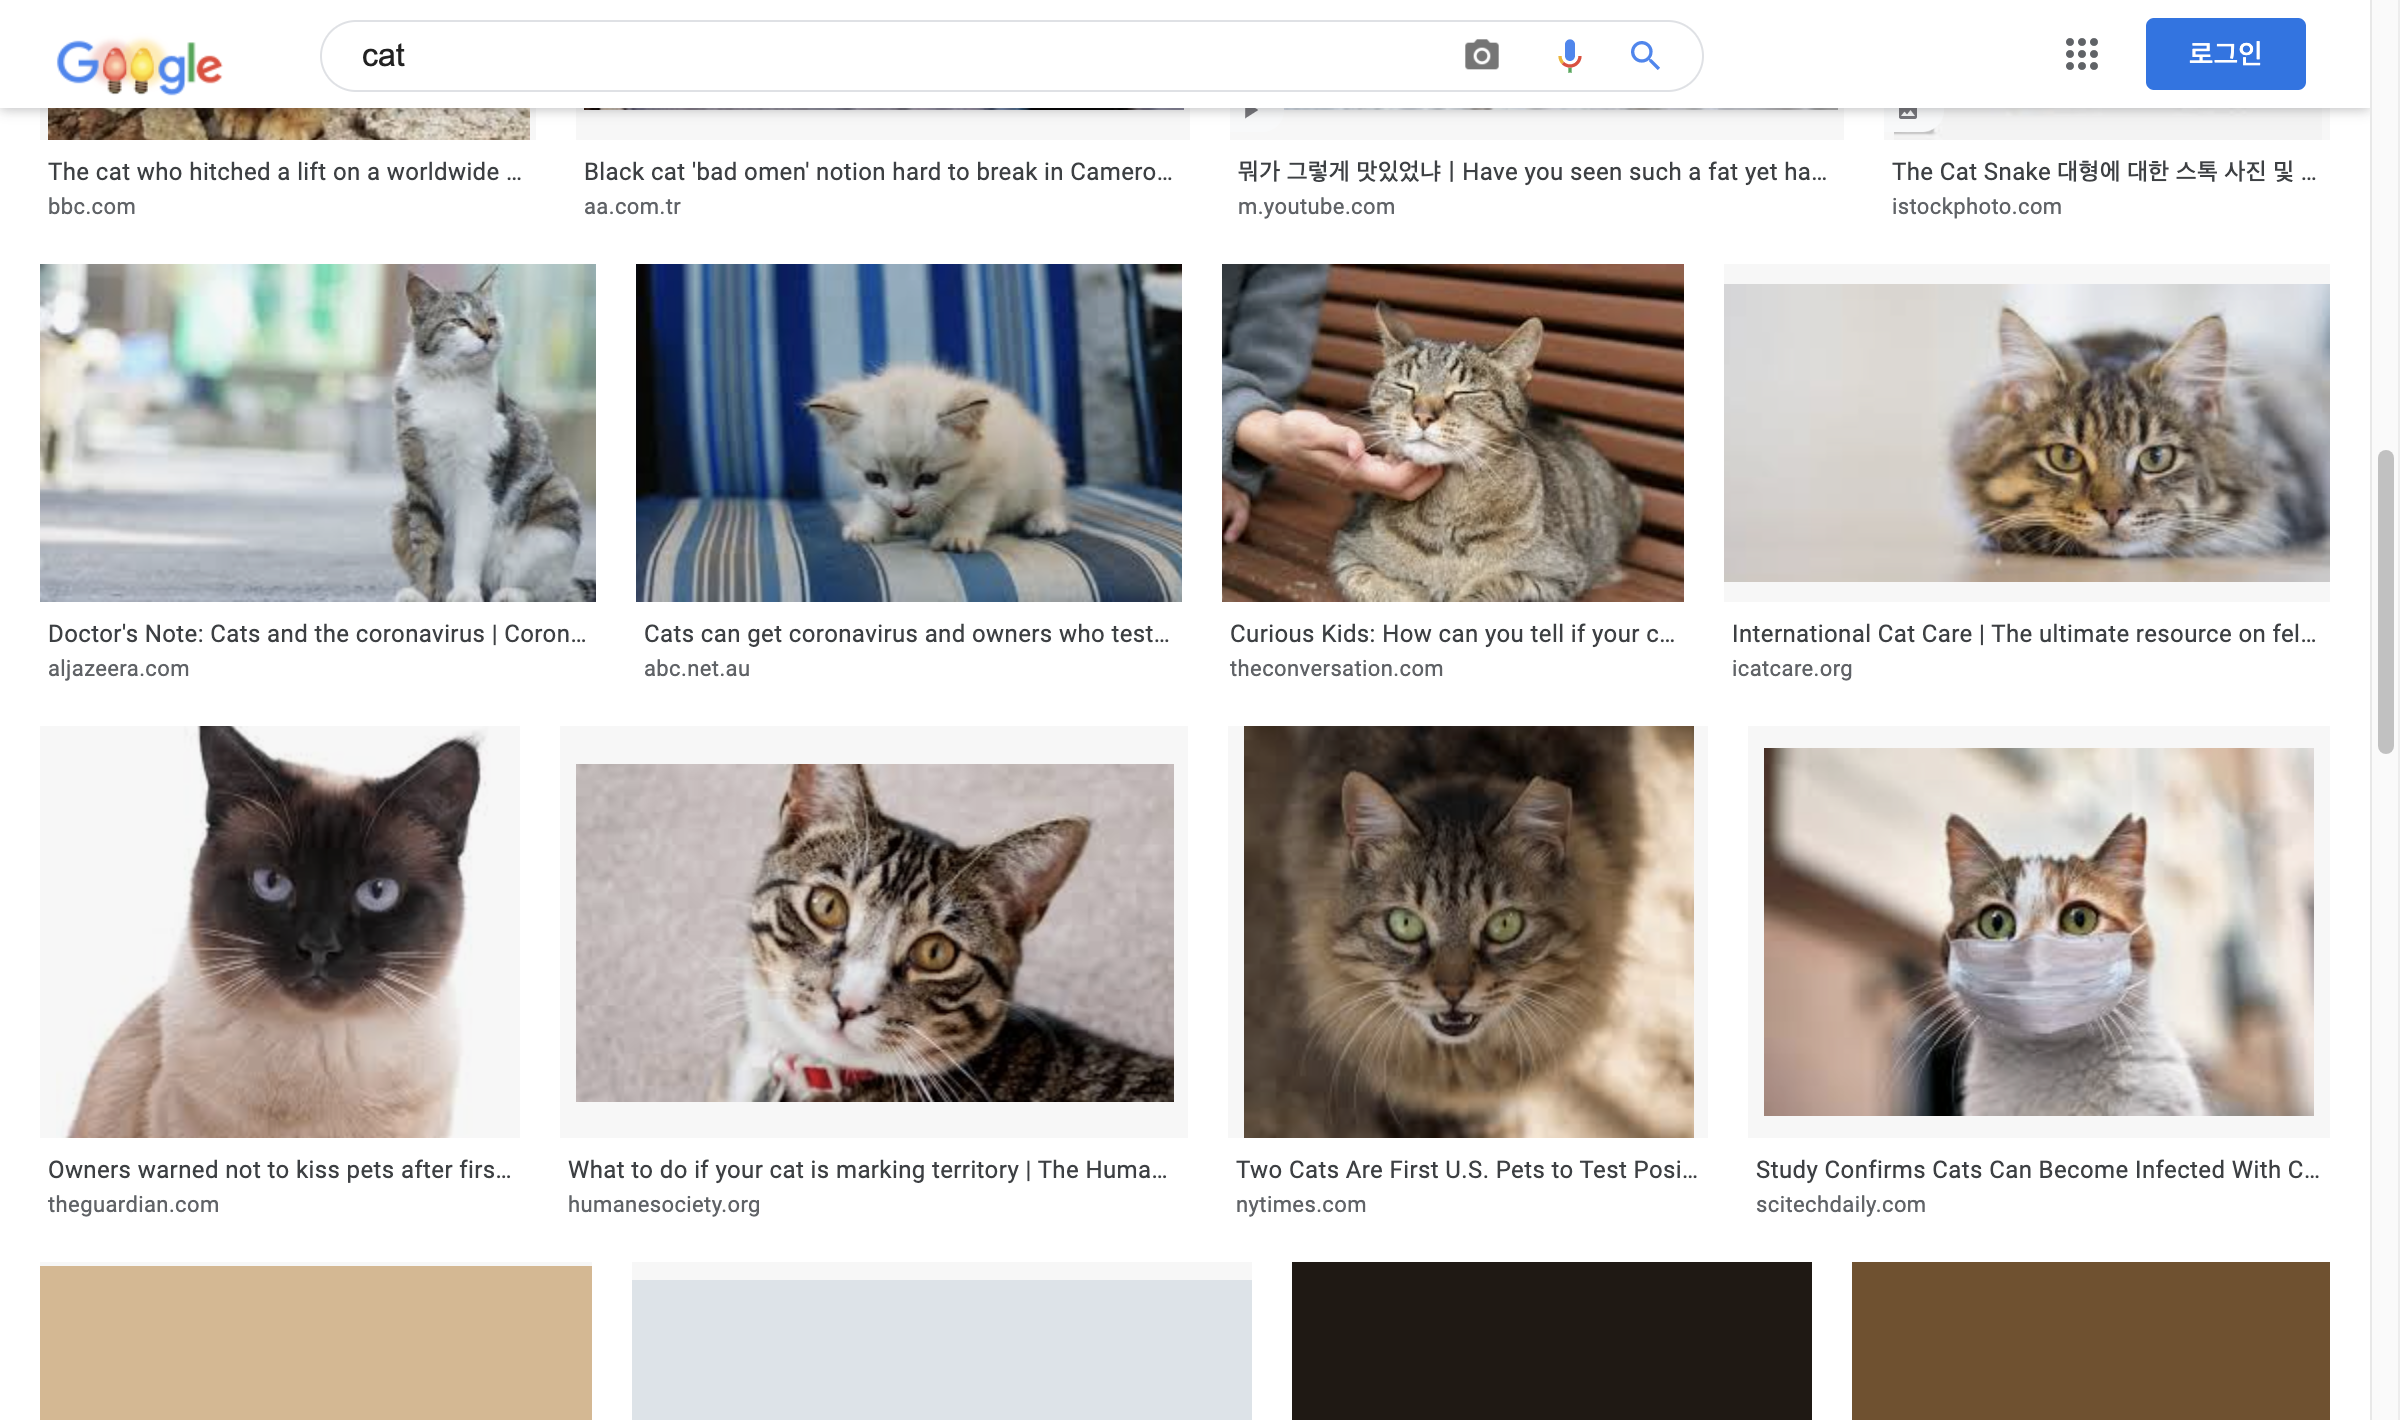 Google
cat
로그인
The cat who hitched a lift on a worldwide ...
bbc.com
Black cat 'bad omen' notion hard to break in Camero...
aa.com.tr
뭐가 그렇게 맛있었냐 | Have you seen such a fat yet ha...
m.youtube.com
The Cat Snake 대형에 대한 스톡 사진 및 ...
istockphoto.com
Doctor's Note: Cats and the coronavirus | Coron...
aljazeera.com
Cats can get coronavirus and owners who test...
abc.net.au
Curious Kids: How can you tell if your c...
theconversation.com
International Cat Care | The ultimate resource on fel...
icatcare.org
Owners warned not to kiss pets after firs...
theguardian.com
What to do if your cat is marking territory | The Huma...
humanesociety.org
Two Cats Are First U.S. Pets to Test Posi...
nytimes.com
Study Confirms Cats Can Become Infected With C...
scitechdaily.com